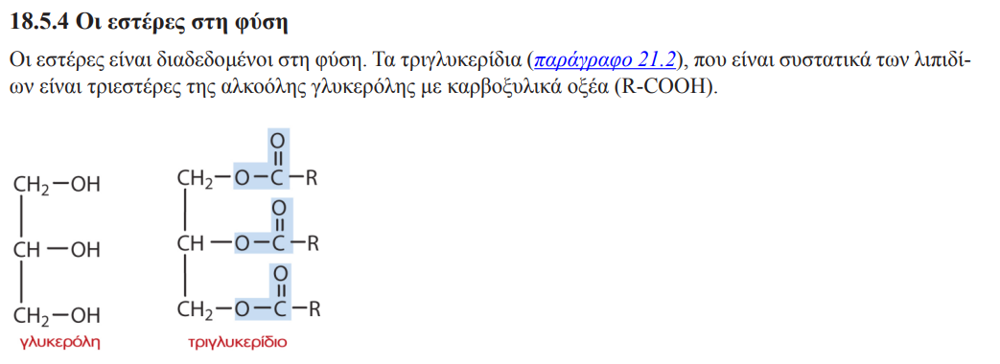 18.5.4 Οι εστέρες στη φύση
Οι εστέρες είναι διαδεδομένοι στη φύση. Τα τριγλυκερίδια (παράγραφο 21.2), που είναι συστατικά των λιπιδί-
ων είναι τριεστέρες της αλκοόλης γλυκερόλης με καρβοξυλικά οξέα (R-COOH).
O
CH₂—OH CH₂—O—C—R
O
CH—OH CH—O—C—R
O
CH₂—OH CH₂—O—C—R
γλυκερόλη τριγλυκερίδιο